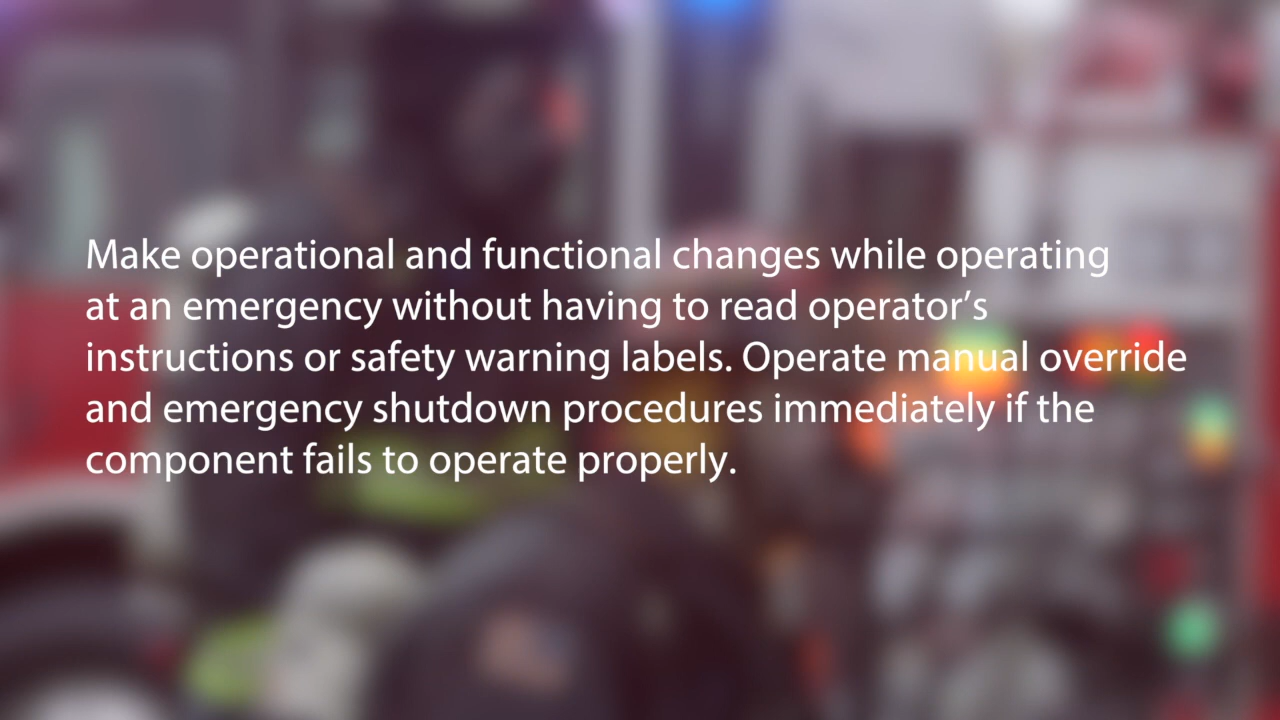 Make operational and functional changes while operating
at an emergency without having to read operator’s
instructions or safety warning labels. Operate manual override
and emergency shutdown procedures immediately if the
component fails to operate properly.